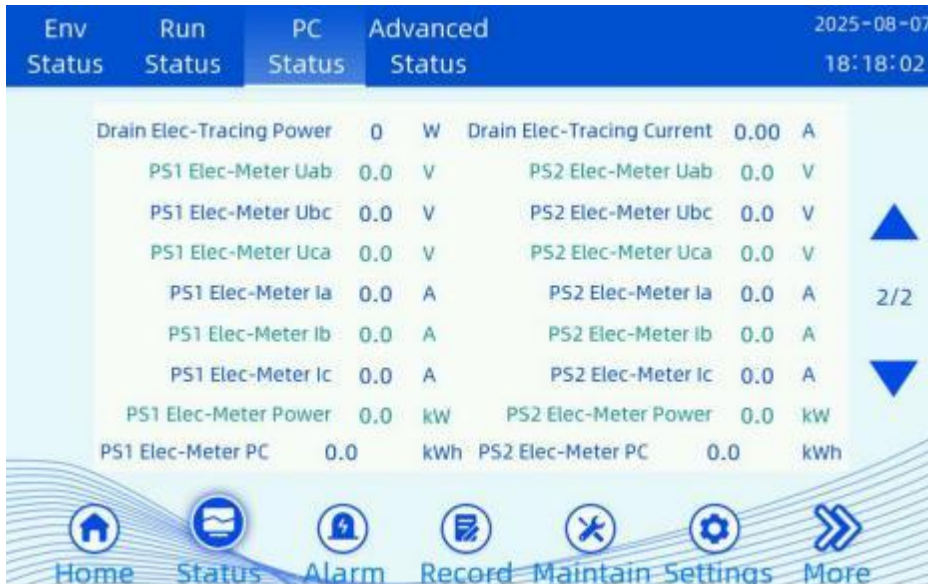 Env Status
Run Status
PC Status
Advanced Status
2025-08-07
18:18:02
Drain Elec-Tracing Power 0 W Drain Elec-Tracing Current 0.00 A
PS1 Elec-Meter Uab 0.0 V PS2 Elec-Meter Uab 0.0 V
PS1 Elec-Meter Ubc 0.0 V PS2 Elec-Meter Ubc 0.0 V
PS1 Elec-Meter Uca 0.0 V PS2 Elec-Meter Uca 0.0 V
PS1 Elec-Meter Ia 0.0 A PS2 Elec-Meter Ia 0.0 A
PS1 Elec-Meter Ib 0.0 A PS2 Elec-Meter Ib 0.0 A
PS1 Elec-Meter Ic 0.0 A PS2 Elec-Meter Ic 0.0 A
PS1 Elec-Meter Power 0.0 kW PS2 Elec-Meter Power 0.0 kW
PS1 Elec-Meter PC 0.0 kWh PS2 Elec-Meter PC 0.0 kWh
2/2
Home Status Alarm Record Maintain Settings More